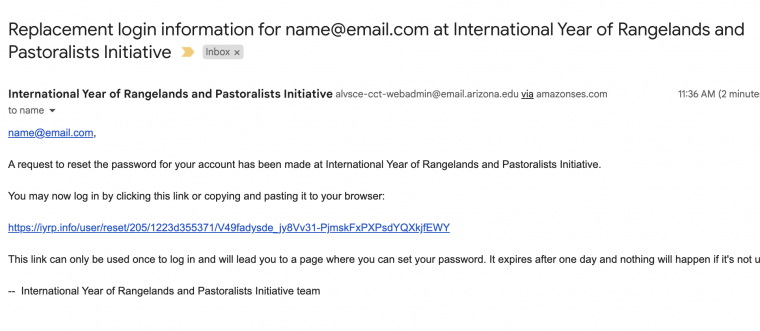 Replacement login information for name@email.com at International Year of Rangelands and
Pastoralists Initiative Inbox x
International Year of Rangelands and Pastoralists Initiative alvsce-cct-webadmin@email.arizona.edu via amazonses.com 11:36 AM (2 minute
to name
name@email.com,
A request to reset the password for your account has been made at International Year of Rangelands and Pastoralists Initiative.
You may now log in by clicking this link or copying and pasting it to your browser:
https://iyrp.info/user/reset/205/1223d355371/V49fadysde_jy8Vv31-PjmskFxPXPsdYQXkjfEWY
This link can only be used once to log in and will lead you to a page where you can set your password. It expires after one day and nothing will happen if it's not u
-- International Year of Rangelands and Pastoralists Initiative team